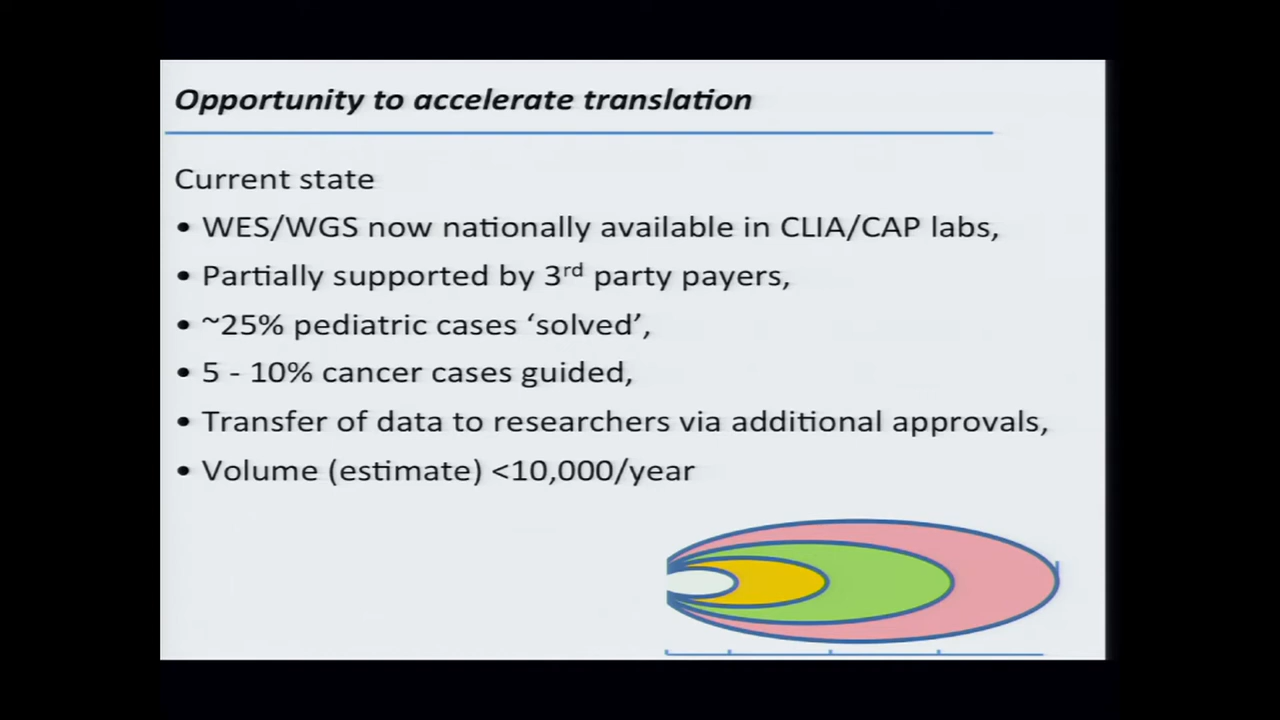 Opportunity to accelerate translation
Current state
• WES/WGS now nationally available in CLIA/CAP labs,
• Partially supported by 3rd party payers,
• ~25% pediatric cases ‘solved’,
• 5 - 10% cancer cases guided,
• Transfer of data to researchers via additional approvals,
• Volume (estimate) <10,000/year